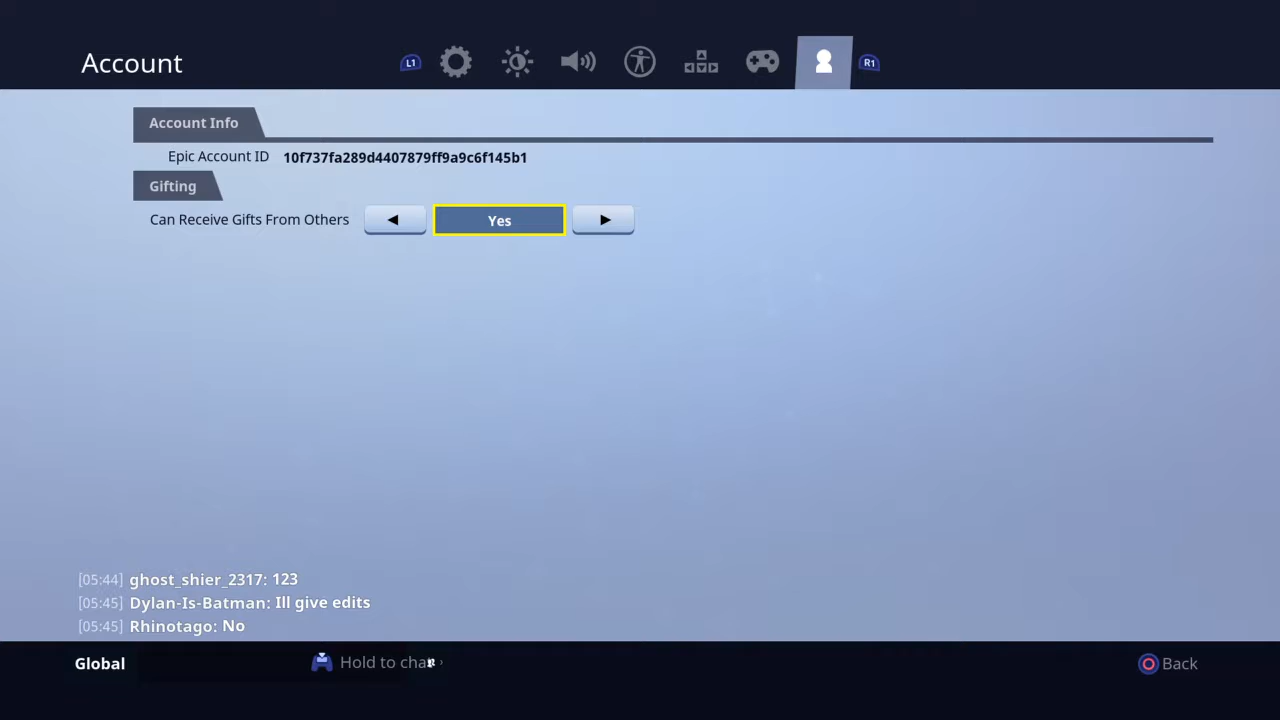 Account
L1
R1
Account Info
Epic Account ID 10f737fa289d4407879ff9a9c6f145b1
Gifting
Can Receive Gifts From Others Yes
[05:44] ghost_shier_2317: 123
[05:45] Dylan-Is-Batman: Ill give edits
[05:45] Rhinotago: No
Global Hold to Back